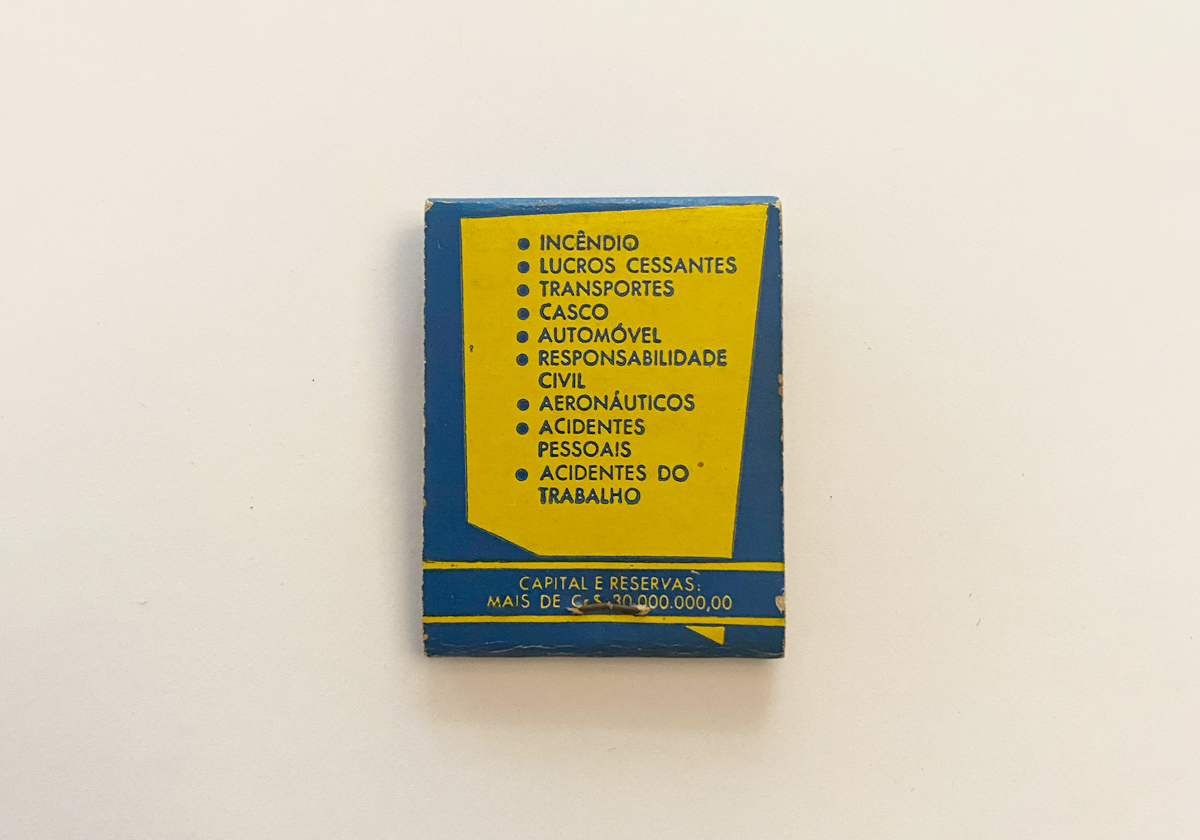 ● INCÊNDIO
● LUCROS CESSANTES
● TRANSPORTES
● CASCO
● AUTOMÓVEL
● RESPONSABILIDADE
CIVIL
● AERONÁUTICOS
● ACIDENTES
PESSOAIS
● ACIDENTES DO
TRABALHO
CAPITAL E RESERVAS:
MAIS DE Cr$ 30.000.000,00